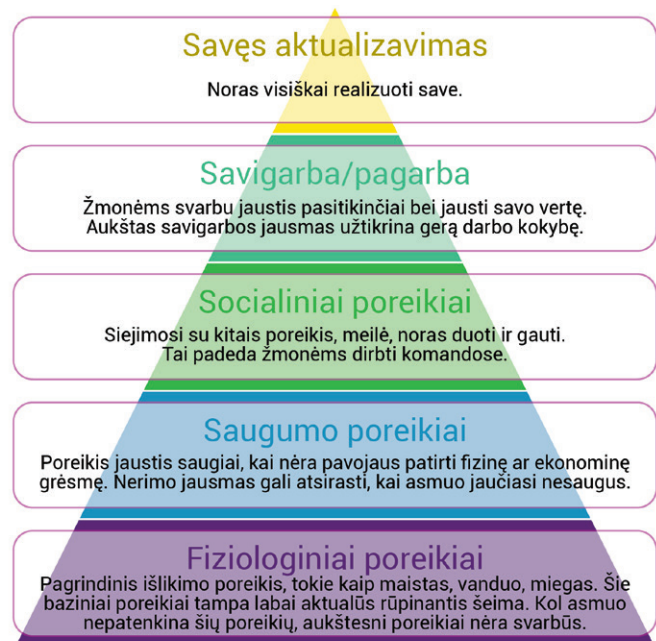 Savęs aktualizavimas
Noras visiškai realizuoti save.
Savigarba/pagarba
Žmonėms svarbu jaustis pasitikinčiai bei jausti savo vertę.
Aukštas savigarbos jausmas užtikrina gerą darbo kokybę.
Socialiniai poreikiai
Siejimosi su kitais poreikis, meilė, noras duoti ir gauti.
Tai padeda žmonėms dirbti komandose.
Saugumo poreikiai
Poreikis jaustis saugiai, kai nėra pavojaus patirti fizinę ar ekonominę
grėsmę. Nerimo jausmas gali atsirasti, kai asmuo jaučiasi nesaugus.
Fiziologiniai poreikiai
Pagrindinis išlikimo poreikis, tokie kaip maistas, vanduo, miegas. Šie
baziniai poreikiai tampa labai aktualūs rūpinantis šeima. Kol asmuo
nepatenkina šių poreikių, aukštesni poreikiai nėra svarbūs.